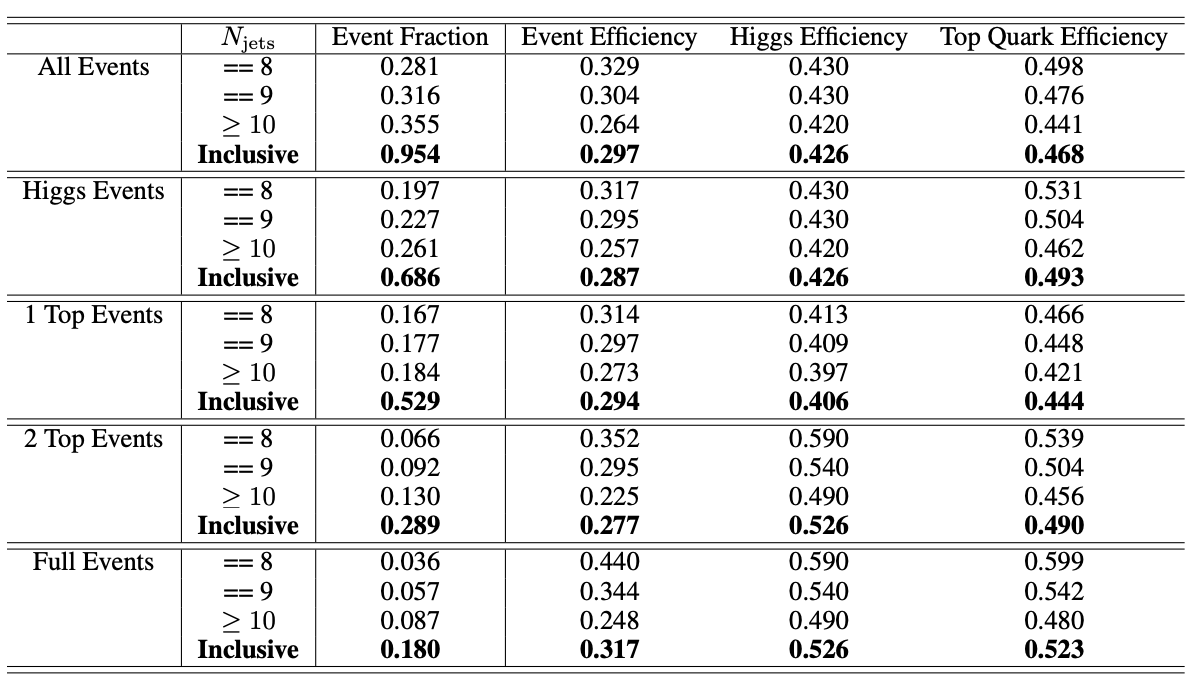 N_jets Event Fraction Event Efficiency Higgs Efficiency Top Quark Efficiency
All Events == 8 0.281 0.329 0.430 0.498
== 9 0.316 0.304 0.430 0.476
≥ 10 0.355 0.264 0.420 0.441
Inclusive 0.954 0.297 0.426 0.468
Higgs Events == 8 0.197 0.317 0.430 0.531
== 9 0.227 0.295 0.430 0.504
≥ 10 0.261 0.257 0.420 0.462
Inclusive 0.686 0.287 0.426 0.493
1 Top Events == 8 0.167 0.314 0.413 0.466
== 9 0.177 0.297 0.409 0.448
≥ 10 0.184 0.273 0.397 0.421
Inclusive 0.529 0.294 0.406 0.444
2 Top Events == 8 0.066 0.352 0.590 0.539
== 9 0.092 0.295 0.540 0.504
≥ 10 0.130 0.225 0.490 0.456
Inclusive 0.289 0.277 0.526 0.490
Full Events == 8 0.036 0.440 0.590 0.599
== 9 0.057 0.344 0.540 0.542
≥ 10 0.087 0.248 0.490 0.480
Inclusive 0.180 0.317 0.526 0.523